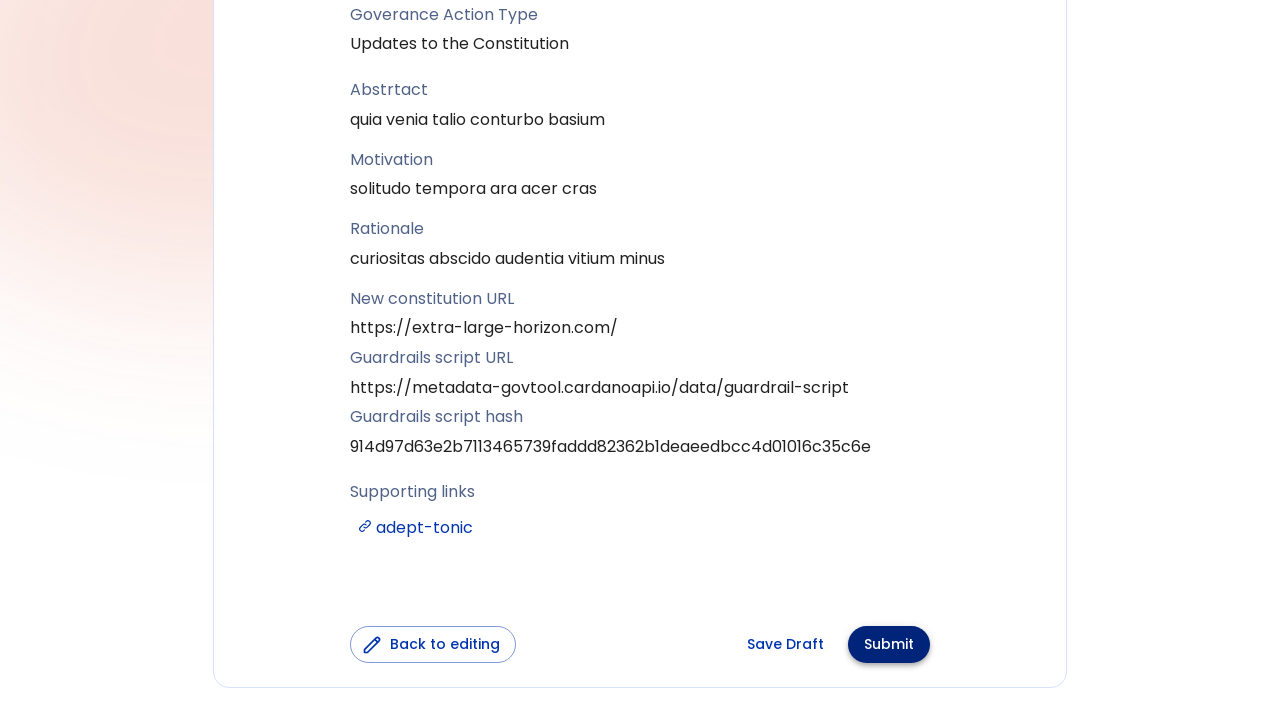 Goverance Action Type
Updates to the Constitution
Abstrtact
quia venia talio conturbo basium
Motivation
solitudo tempora ara acer cras
Rationale
curiositas abscido audentia vitium minus
New constitution URL
https://extra-large-horizon.com/
Guardrails script URL
https://metadata-govtool.cardanoapi.io/data/guardrail-script
Guardrails script hash
914d97d63e2b7113465739faddd82362b1deaeedbcc4d01016c35c6e
Supporting links
adept-tonic
Back to editing
Save Draft
Submit